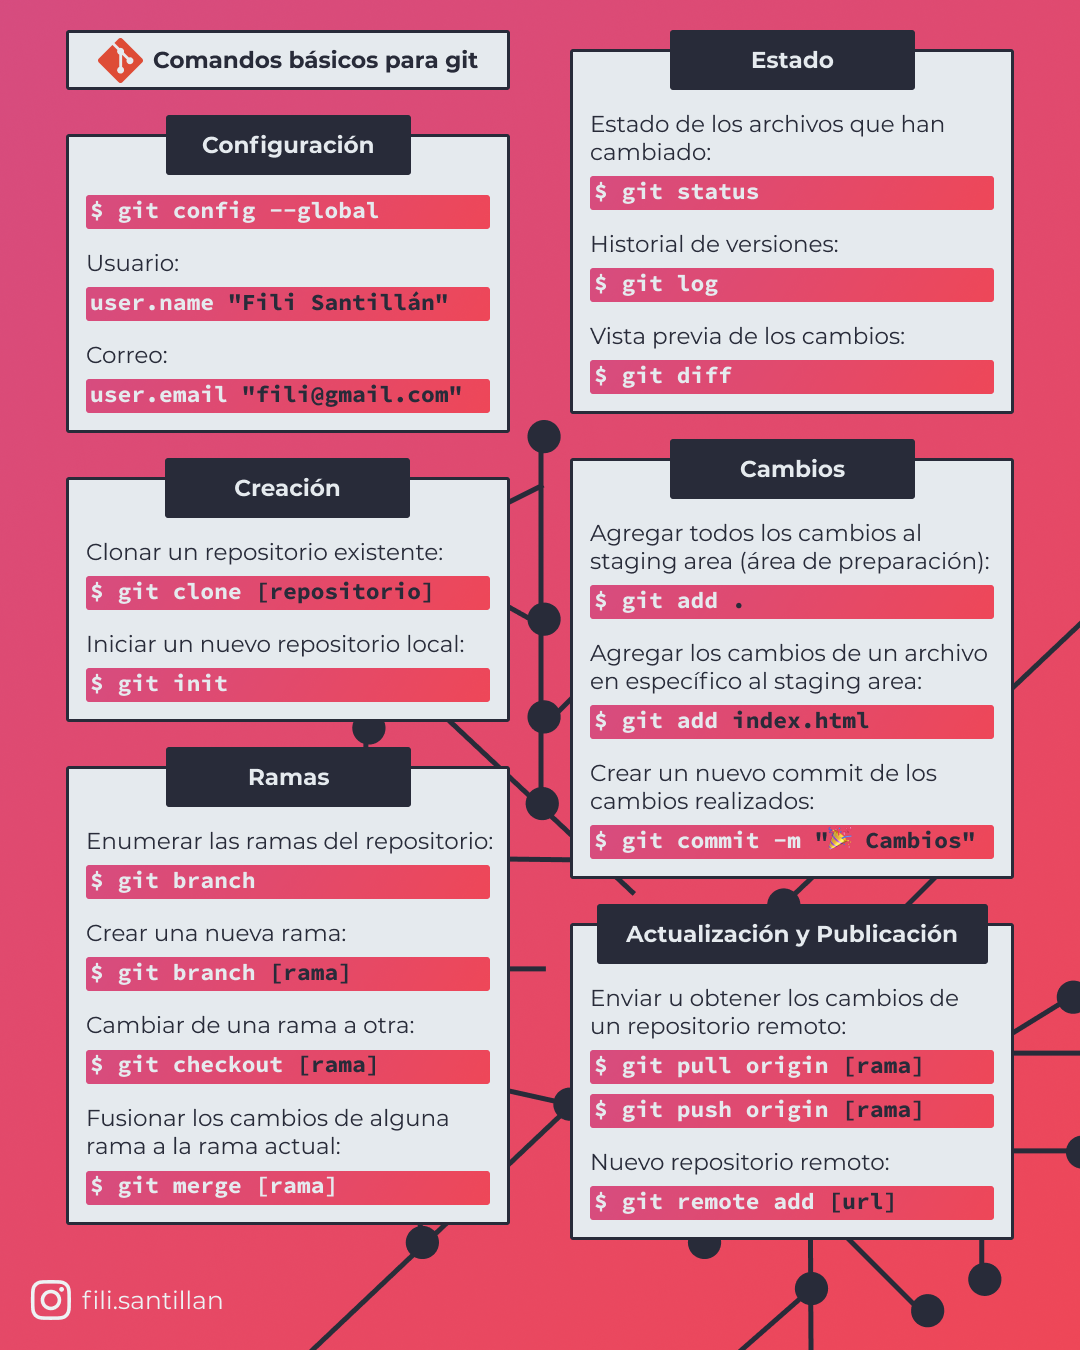 Comandos básicos para git
Configuración
$ git config --global
Usuario:
user.name "Fili Santillán"
Correo:
user.email "fili@gmail.com"
Creación
Clonar un repositorio existente:
$ git clone [repositorio]
Iniciar un nuevo repositorio local:
$ git init
Ramas
Enumerar las ramas del repositorio:
$ git branch
Crear una nueva rama:
$ git branch [rama]
Cambiar de una rama a otra:
$ git checkout [rama]
Fusionar los cambios de alguna
rama a la rama actual:
$ git merge [rama]
Estado
Estado de los archivos que han
cambiado:
$ git status
Historial de versiones:
$ git log
Vista previa de los cambios:
$ git diff
Cambios
Agregar todos los cambios al
staging area (área de preparación):
$ git add .
Agregar los cambios de un archivo
en específico al staging area:
$ git add index.html
Crear un nuevo commit de los
cambios realizados:
$ git commit -m "🎉 Cambios"
Actualización y Publicación
Enviar u obtener los cambios de
un repositorio remoto:
$ git pull origin [rama]
$ git push origin [rama]
Nuevo repositorio remoto:
$ git remote add [url]
fili.santillan